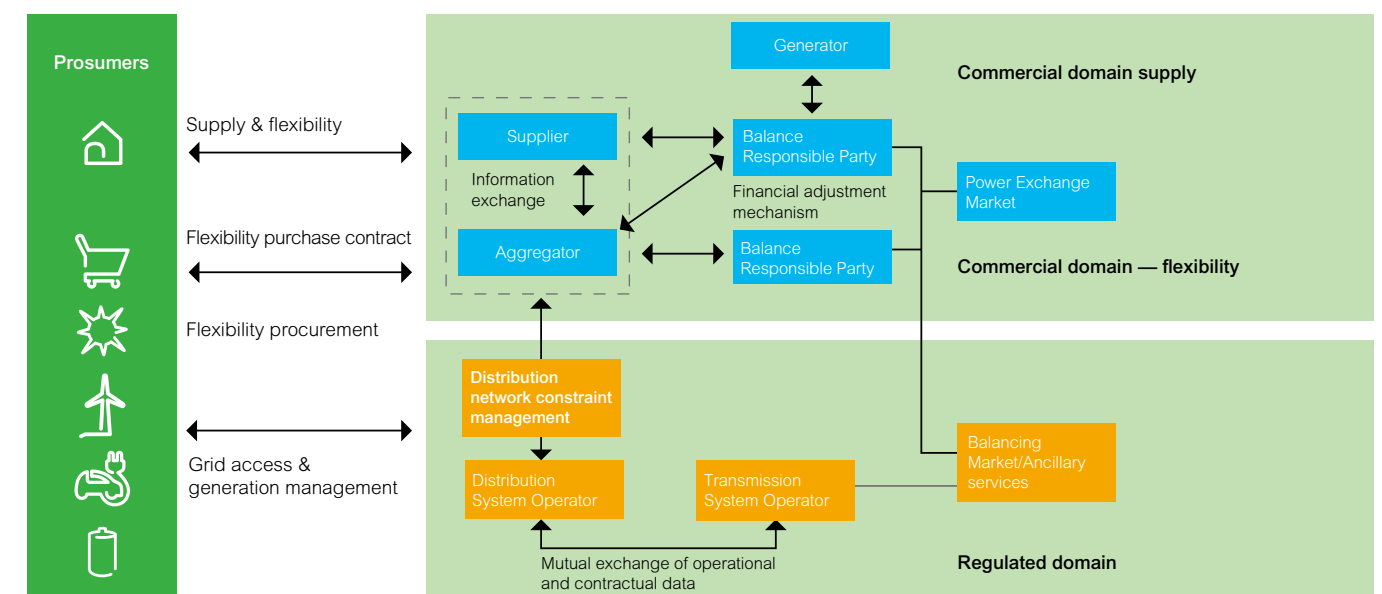 Prosumers
Supply & flexibility
Flexibility purchase contract
Flexibility procurement
Grid access &
generation management
Generator
Commercial domain supply
Supplier
Balance
Responsible Party
Information
exchange
Financial adjustment
mechanism
Power Exchange
Market
Aggregator
Balance
Responsible Party
Commercial domain — flexibility
Distribution
network constraint
management
Distribution
System Operator
Transmission
System Operator
Balancing
Market/Ancillary
services
Mutual exchange of operational
and contractual data
Regulated domain